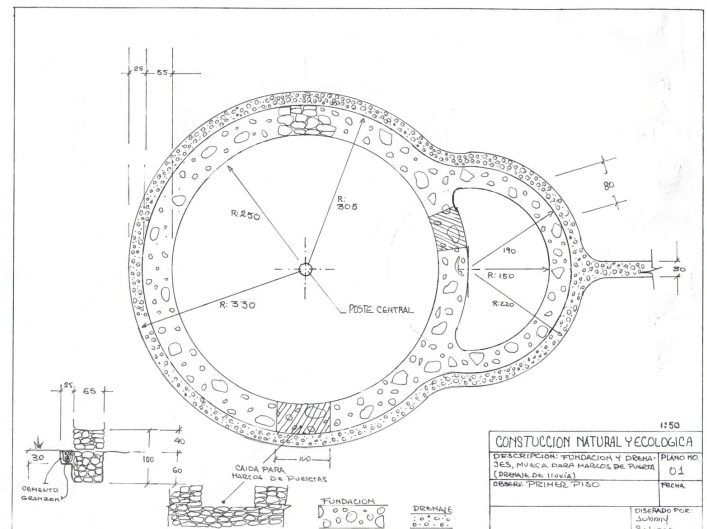 25
55
R:250
R:
305
R: 330
POSTE CENTRAL
190
R:150
R:220
80
30
25
55
30
40
100
60
CEMENTO
GRANZON
100
CAIDA PARA
MARCOS DE PUERTAS
FUNDACION
DRENAJE
1:50
CONSTUCCION NATURAL Y ECOLOGICA
DESCRIPCION: FUNDACION Y DRENA-
JES, MUECA PARA MARCOS DE PUERTA
(DRENAJE DE LLUVIA)
PLANO NO.
01
OBSERV. PRIMER PISO
FECHA
DISEÑADO POR:
Johnny